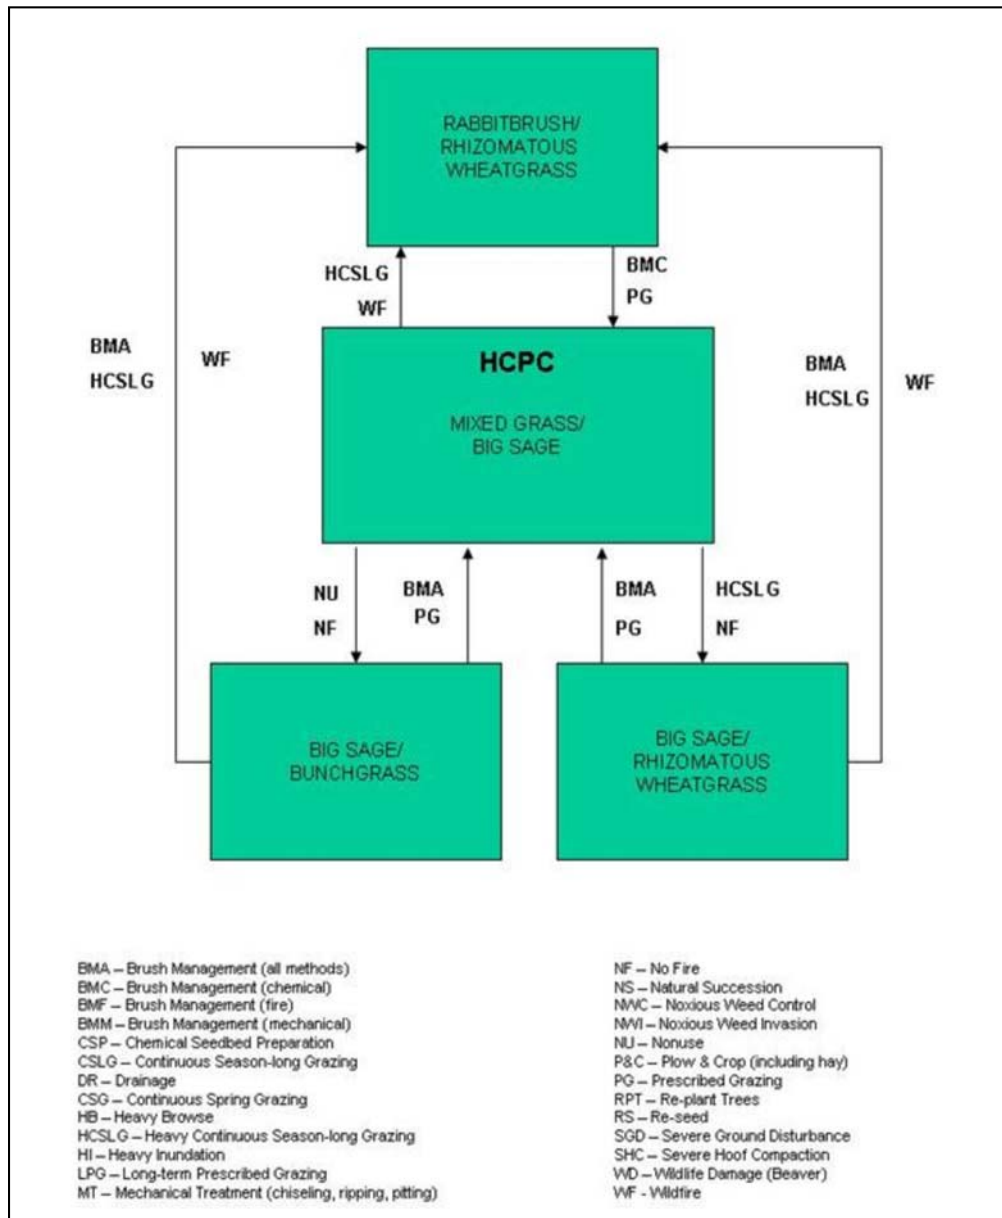 RABBITBRUSH/
RHIZOMATOUS
WHEATGRASS
HCSLG
WF
BMC
PG
BMA
HCSLG
WF
BMA
HCSLG
WF
HCPC
MIXED GRASS/
BIG SAGE
NU
NF
BMA
PG
BMA
PG
HCSLG
NF
BIG SAGE/
BUNCHGRASS
BIG SAGE/
RHIZOMATOUS
WHEATGRASS
BMA – Brush Management (all methods)
BMC – Brush Management (chemical)
BMF – Brush Management (fire)
BMM – Brush Management (mechanical)
CSP – Chemical Seedbed Preparation
CSLG – Continuous Season-long Grazing
DR – Drainage
CSG – Continuous Spring Grazing
HB – Heavy Browse
HCSLG – Heavy Continuous Season-long Grazing
HI – Heavy Inundation
LPG – Long-term Prescribed Grazing
MT – Mechanical Treatment (chiseling, ripping, pitting)
NF – No Fire
NS – Natural Succession
NWC – Noxious Weed Control
NWI – Noxious Weed Invasion
NU – Nonuse
P&C – Plow & Crop (including hay)
PG – Prescribed Grazing
RPT – Re-plant Trees
RS – Re-seed
SGD – Severe Ground Disturbance
SHC – Severe Hoof Compaction
WD – Wildlife Damage (Beaver)
WF - Wildfire